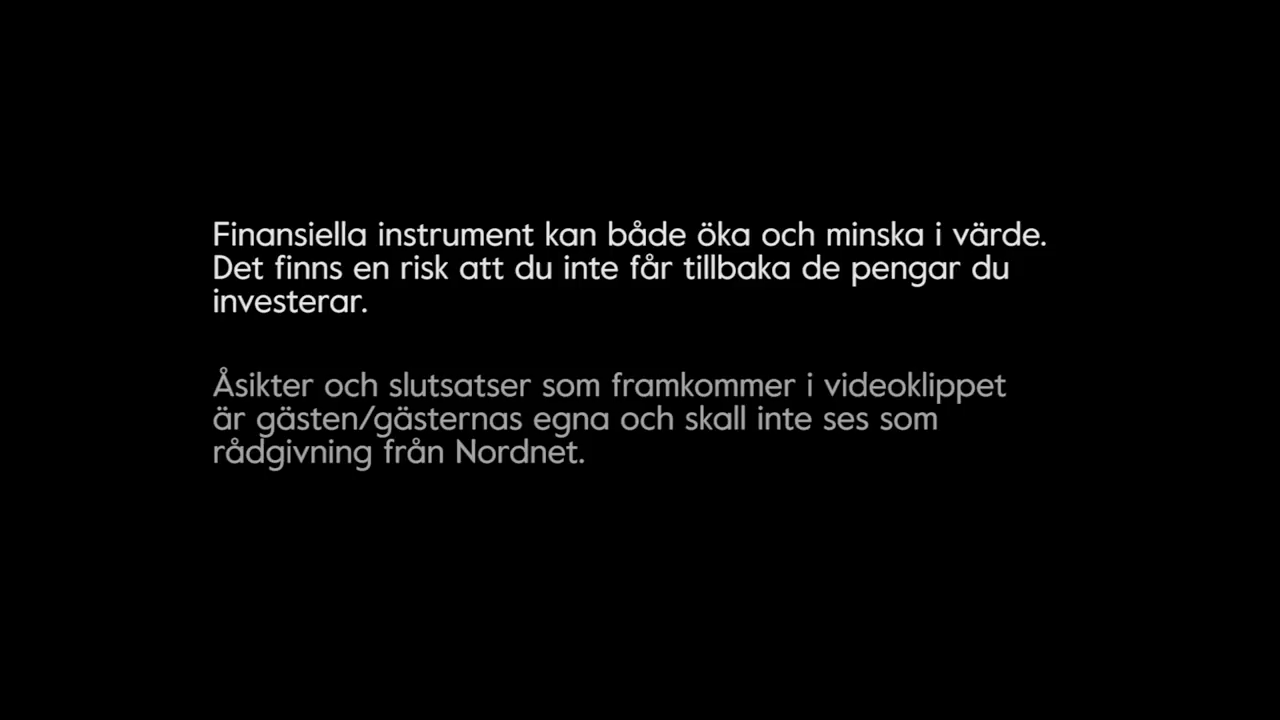 Finansiella instrument kan både öka och minska i värde.
Det finns en risk att du inte får tillbaka de pengar du
investerar.
Åsikter och slutsatser som framkommer i videoklippet
är gästen/gästernas egna och skall inte ses som
rådgivning från Nordnet.